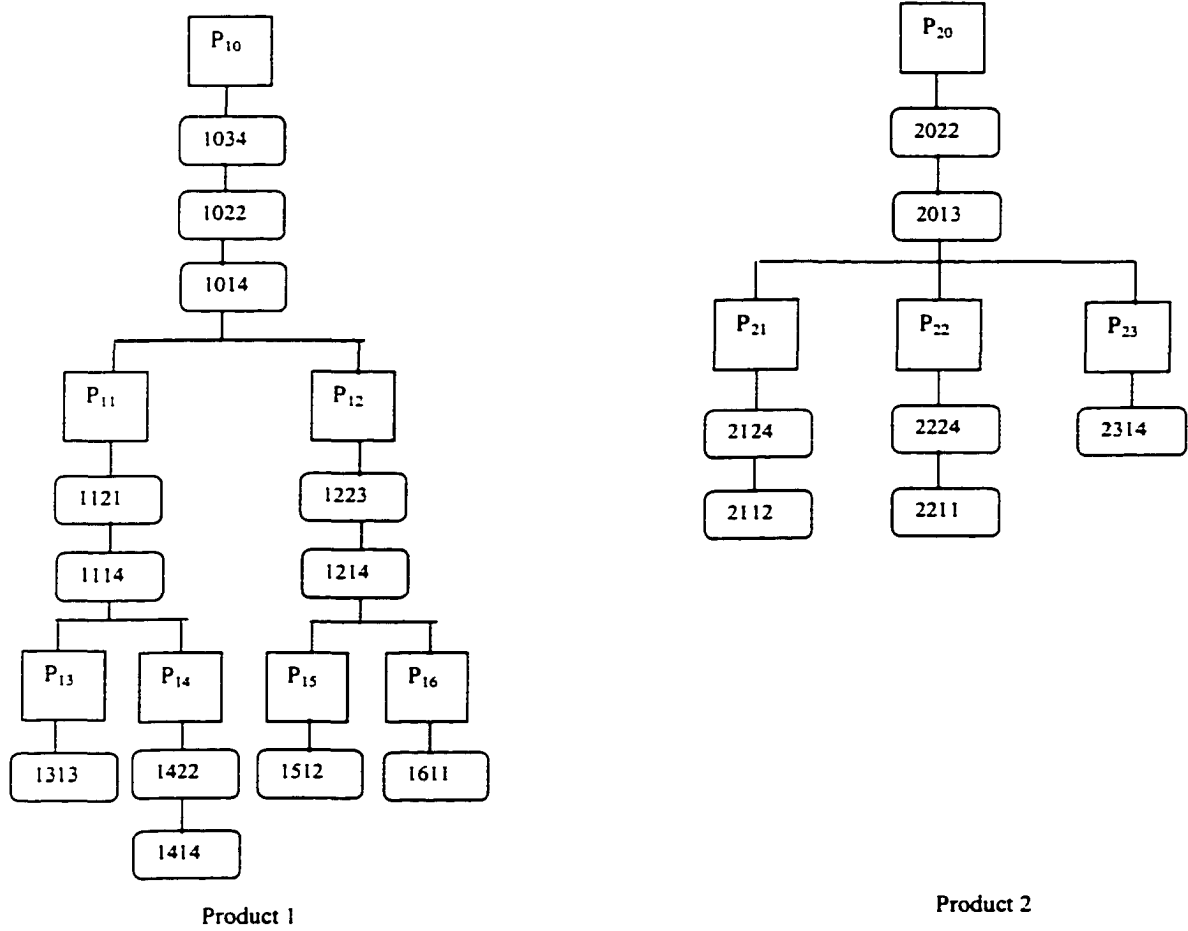 P₁₀
1034
1022
1014
P₁₁ P₁₂
1121 1223
1114 1214
P₁₃ P₁₄ P₁₅ P₁₆
1313 1422 1512 1611
1414
Product 1
P₂₀
2022
2013
P₂₁ P₂₂ P₂₃
2124 2224 2314
2112 2211
Product 2